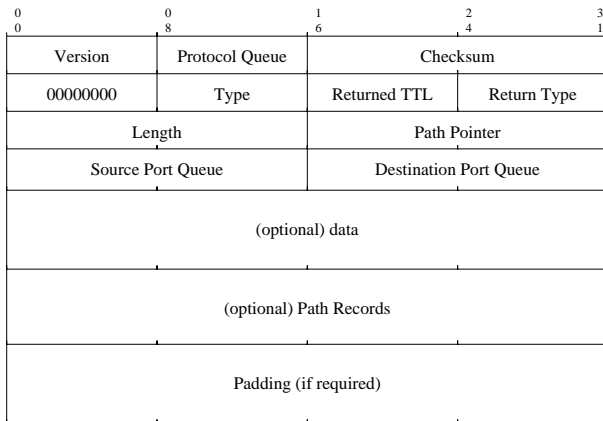 0 0 1 2 3
0 8 6 4 1
Version Protocol Queue Checksum
00000000 Type Returned TTL Return Type
Length Path Pointer
Source Port Queue Destination Port Queue
(optional) data
(optional) Path Records
Padding (if required)